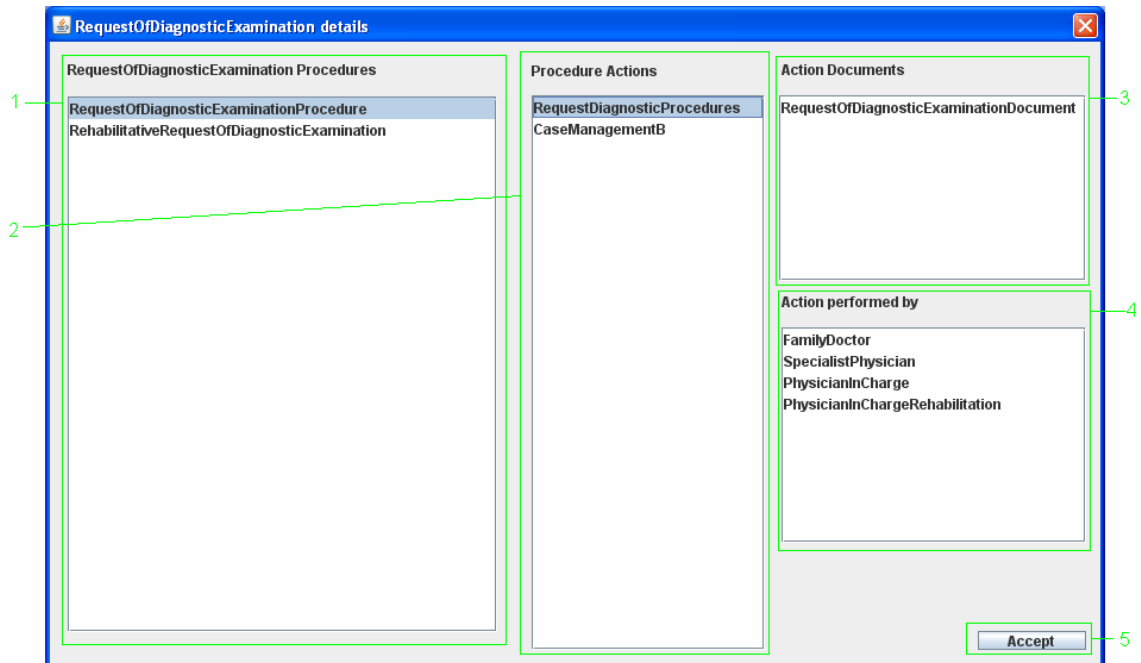 RequestOfDiagnosticExamination details
RequestOfDiagnosticExamination Procedures
RequestOfDiagnosticExaminationProcedure
RehabilitativeRequestOfDiagnosticExamination
Procedure Actions
RequestDiagnosticProcedures
CaseManagementB
Action Documents
RequestOfDiagnosticExaminationDocument
Action performed by
FamilyDoctor
SpecialistPhysician
PhysicianInCharge
PhysicianInChargeRehabilitation
Accept
1
2
3
4
5